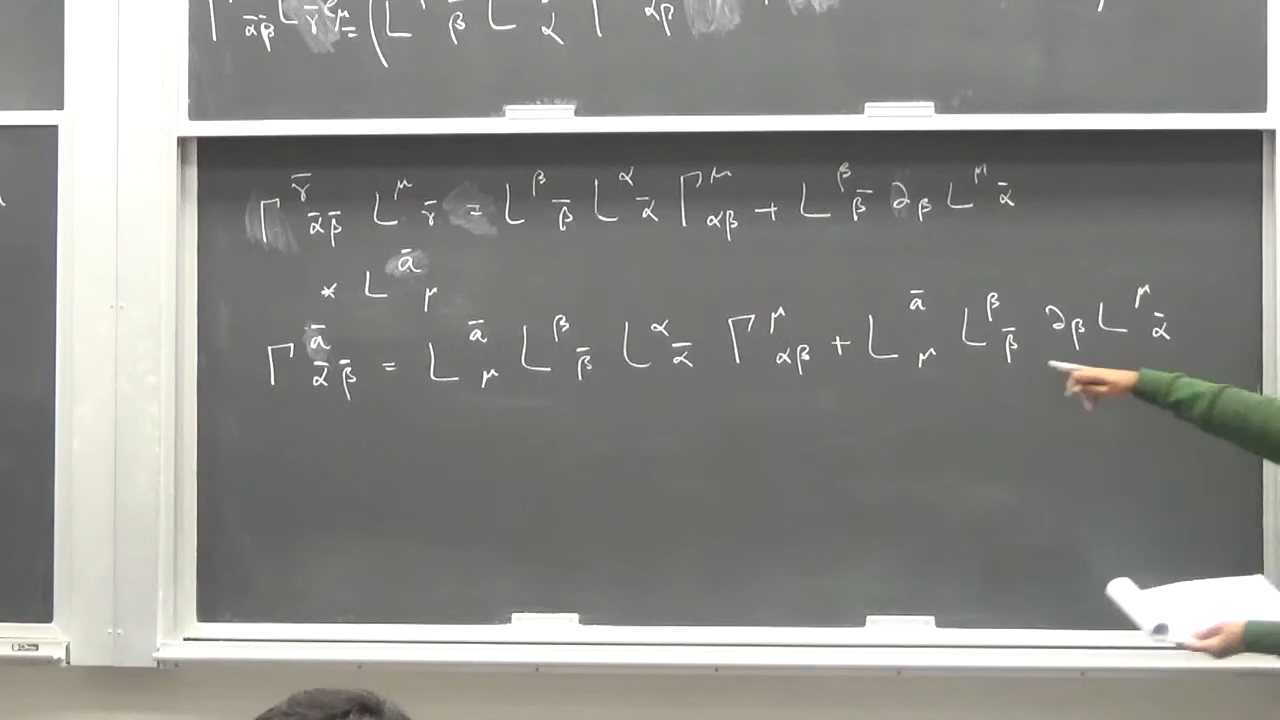 Γ^γ̄_ᾱβ̄ L^μ_γ̄ = L^β_β̄ L^α_ᾱ Γ^μ_αβ + L^β_β̄ ∂_β L^μ_ᾱ
* L^ā_μ
Γ^ā_ᾱβ̄ = L^ā_μ L^β_β̄ L^α_ᾱ Γ^μ_αβ + L^ā_μ L^β_β̄ ∂_β L^μ_ᾱ